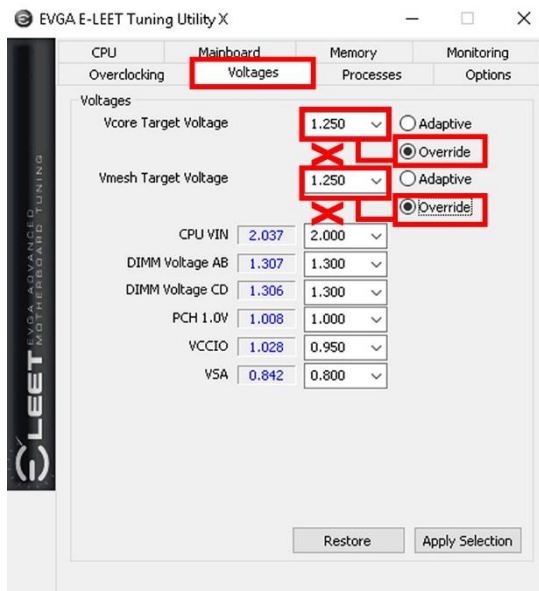 EVGA E-LEET Tuning Utility X
CPU Mainboard Memory Monitoring
Overclocking Voltages Processes Options
Voltages
Vcore Target Voltage 1.250 Adaptive
X Override
Vmesh Target Voltage 1.250 Adaptive
X Override
CPU VIN 2.037 2.000
DIMM Voltage AB 1.307 1.300
DIMM Voltage CD 1.306 1.300
PCH 1.0V 1.008 1.000
VCCIO 1.028 0.950
VSA 0.842 0.800
Restore Apply Selection
ELEET EVGA ADVANCED
MOTHERBOARD TUNING